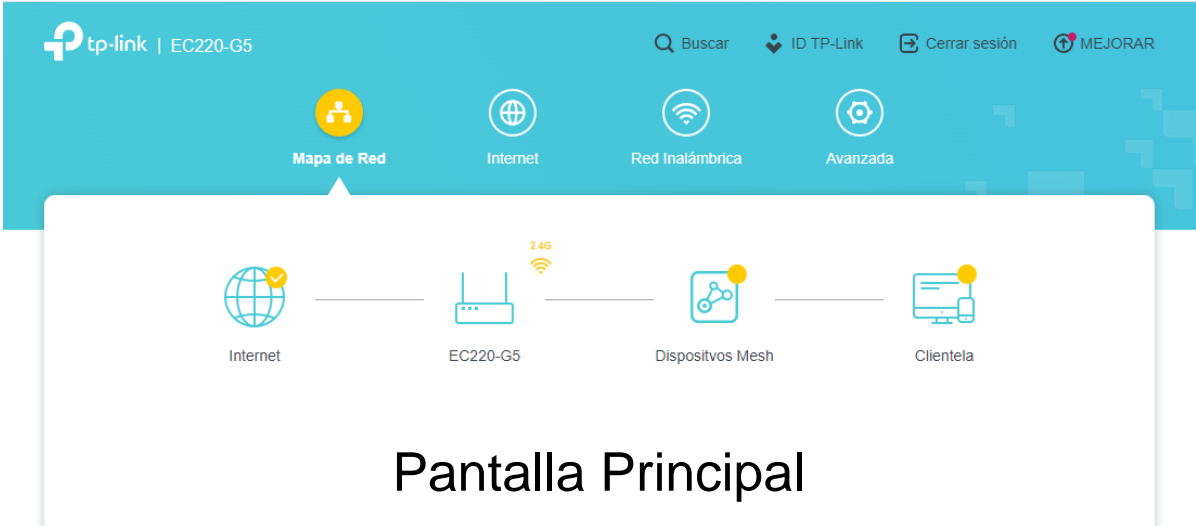 tp-link | EC220-G5
Buscar
ID TP-Link
Cerrar sesión
MEJORAR
Mapa de Red
Internet
Red Inalámbrica
Avanzada
2.4G
Internet
EC220-G5
Dispositvos Mesh
Clientela
Pantalla Principal